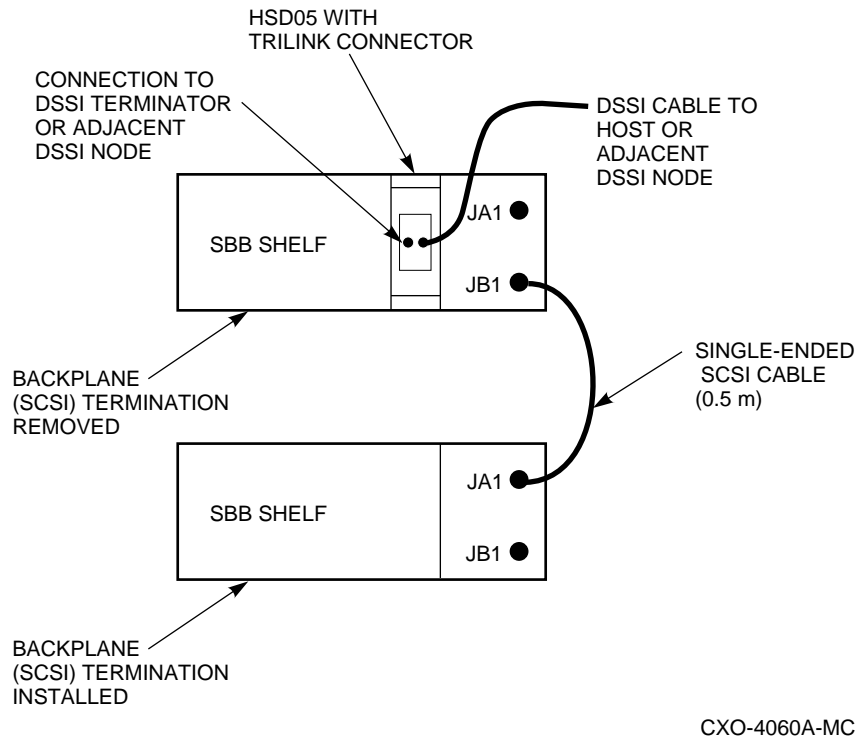 HSD05 WITH
TRILINK CONNECTOR
CONNECTION TO
DSSI TERMINATOR
OR ADJACENT
DSSI NODE
DSSI CABLE TO
HOST OR
ADJACENT
DSSI NODE
JA1
SBB SHELF
JB1
BACKPLANE
(SCSI) TERMINATION
REMOVED
SINGLE-ENDED
SCSI CABLE
(0.5 m)
JA1
SBB SHELF
JB1
BACKPLANE
(SCSI) TERMINATION
INSTALLED
CXO-4060A-MC